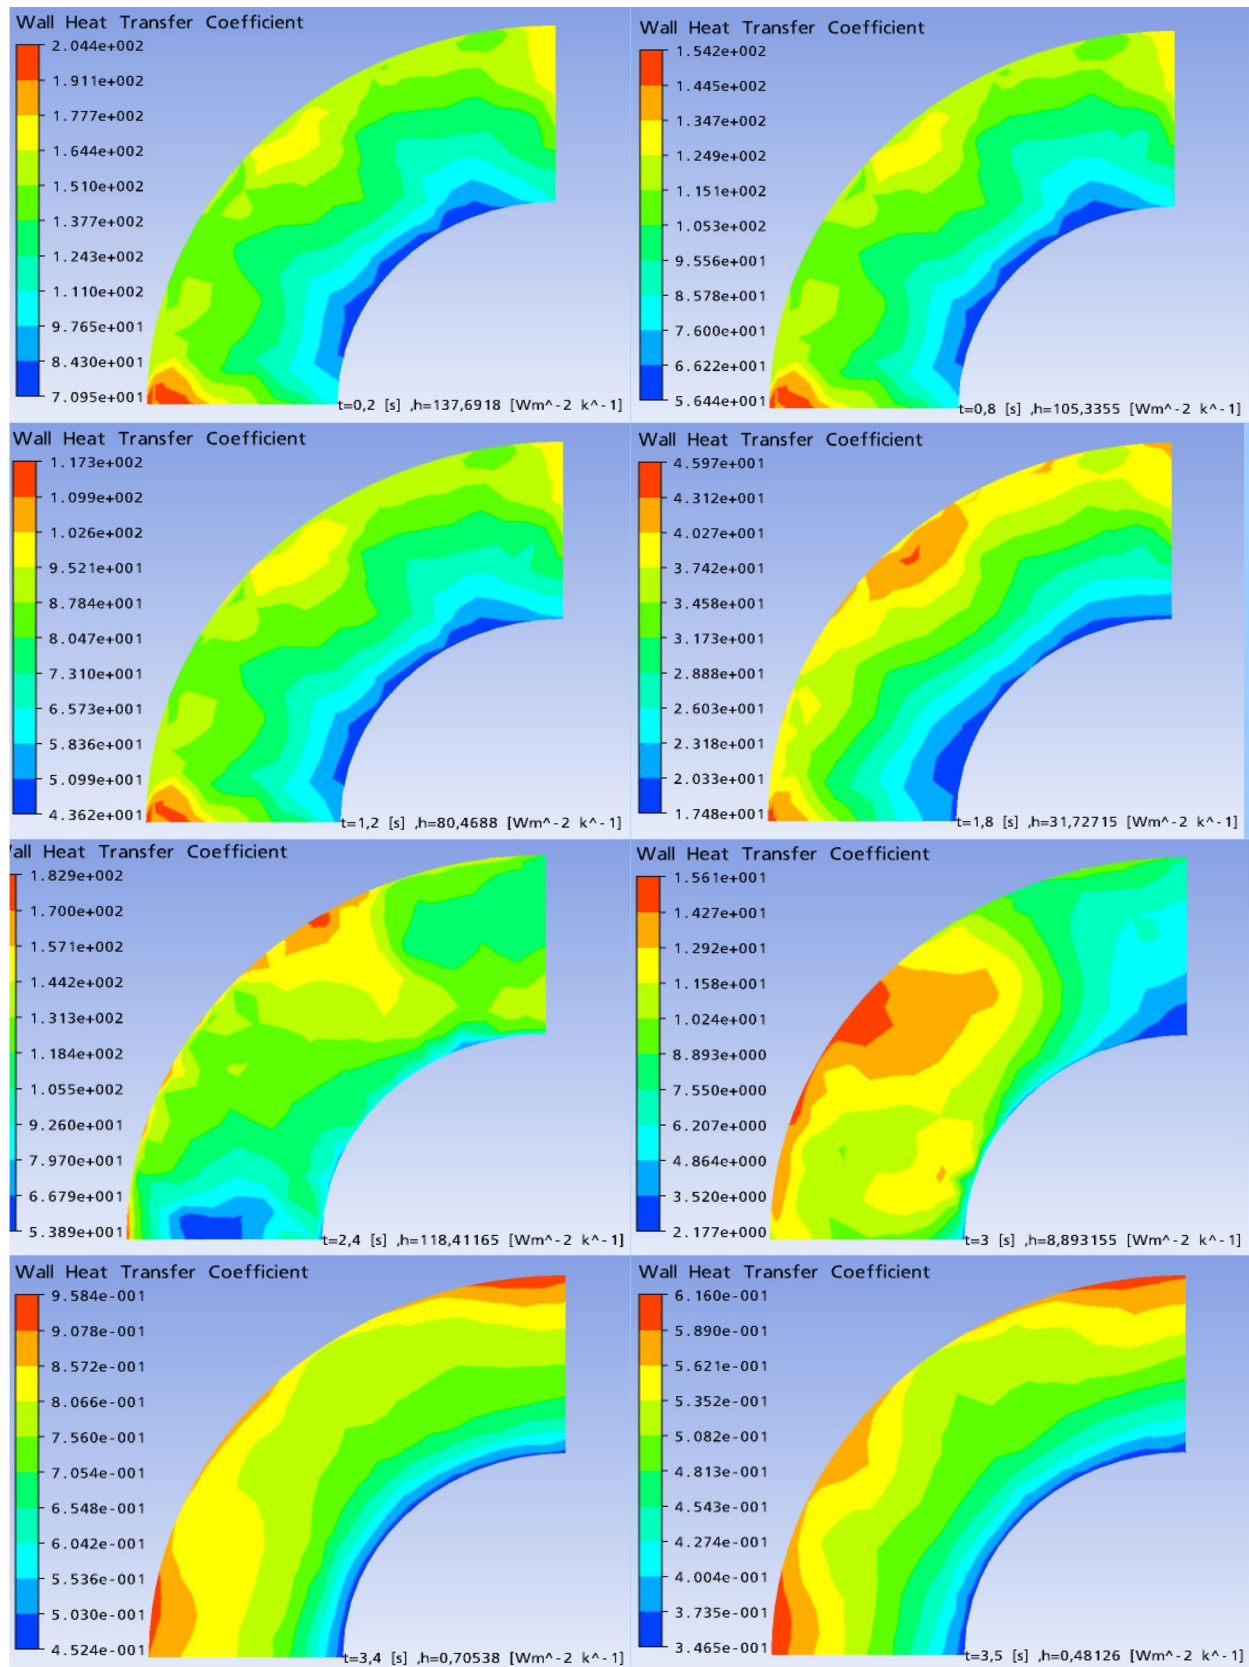 Wall Heat Transfer Coefficient
2.044e+002
1.911e+002
1.777e+002
1.644e+002
1.510e+002
1.377e+002
1.243e+002
1.110e+002
9.765e+001
8.430e+001
7.095e+001
t=0,2 [s] ,h=137,6918 [Wm^-2 k^-1]
Wall Heat Transfer Coefficient
1.542e+002
1.445e+002
1.347e+002
1.249e+002
1.151e+002
1.053e+002
9.556e+001
8.578e+001
7.600e+001
6.622e+001
5.644e+001
t=0,8 [s] ,h=105,3355 [Wm^-2 k^-1]
Wall Heat Transfer Coefficient
1.173e+002
1.099e+002
1.026e+002
9.521e+001
8.784e+001
8.047e+001
7.310e+001
6.573e+001
5.836e+001
5.099e+001
4.362e+001
t=1,2 [s] ,h=80,4688 [Wm^-2 k^-1]
Wall Heat Transfer Coefficient
4.597e+001
4.312e+001
4.027e+001
3.742e+001
3.458e+001
3.173e+001
2.888e+001
2.603e+001
2.318e+001
2.033e+001
1.748e+001
t=1,8 [s] ,h=31,72715 [Wm^-2 k^-1]
all Heat Transfer Coefficient
1.829e+002
1.700e+002
1.571e+002
1.442e+002
1.313e+002
1.184e+002
1.055e+002
9.260e+001
7.970e+001
6.679e+001
5.389e+001
t=2,4 [s] ,h=118,41165 [Wm^-2 k^-1]
Wall Heat Transfer Coefficient
1.561e+001
1.427e+001
1.292e+001
1.158e+001
1.024e+001
8.893e+000
7.550e+000
6.207e+000
4.864e+000
3.520e+000
2.177e+000
t=3 [s] ,h=8,893155 [Wm^-2 k^-1]
Wall Heat Transfer Coefficient
9.584e-001
9.078e-001
8.572e-001
8.066e-001
7.560e-001
7.054e-001
6.548e-001
6.042e-001
5.536e-001
5.030e-001
4.524e-001
t=3,4 [s] ,h=0,70538 [Wm^-2 k^-1]
Wall Heat Transfer Coefficient
6.160e-001
5.890e-001
5.621e-001
5.352e-001
5.082e-001
4.813e-001
4.543e-001
4.274e-001
4.004e-001
3.735e-001
3.465e-001
t=3,5 [s] ,h=0,48126 [Wm^-2 k^-1]